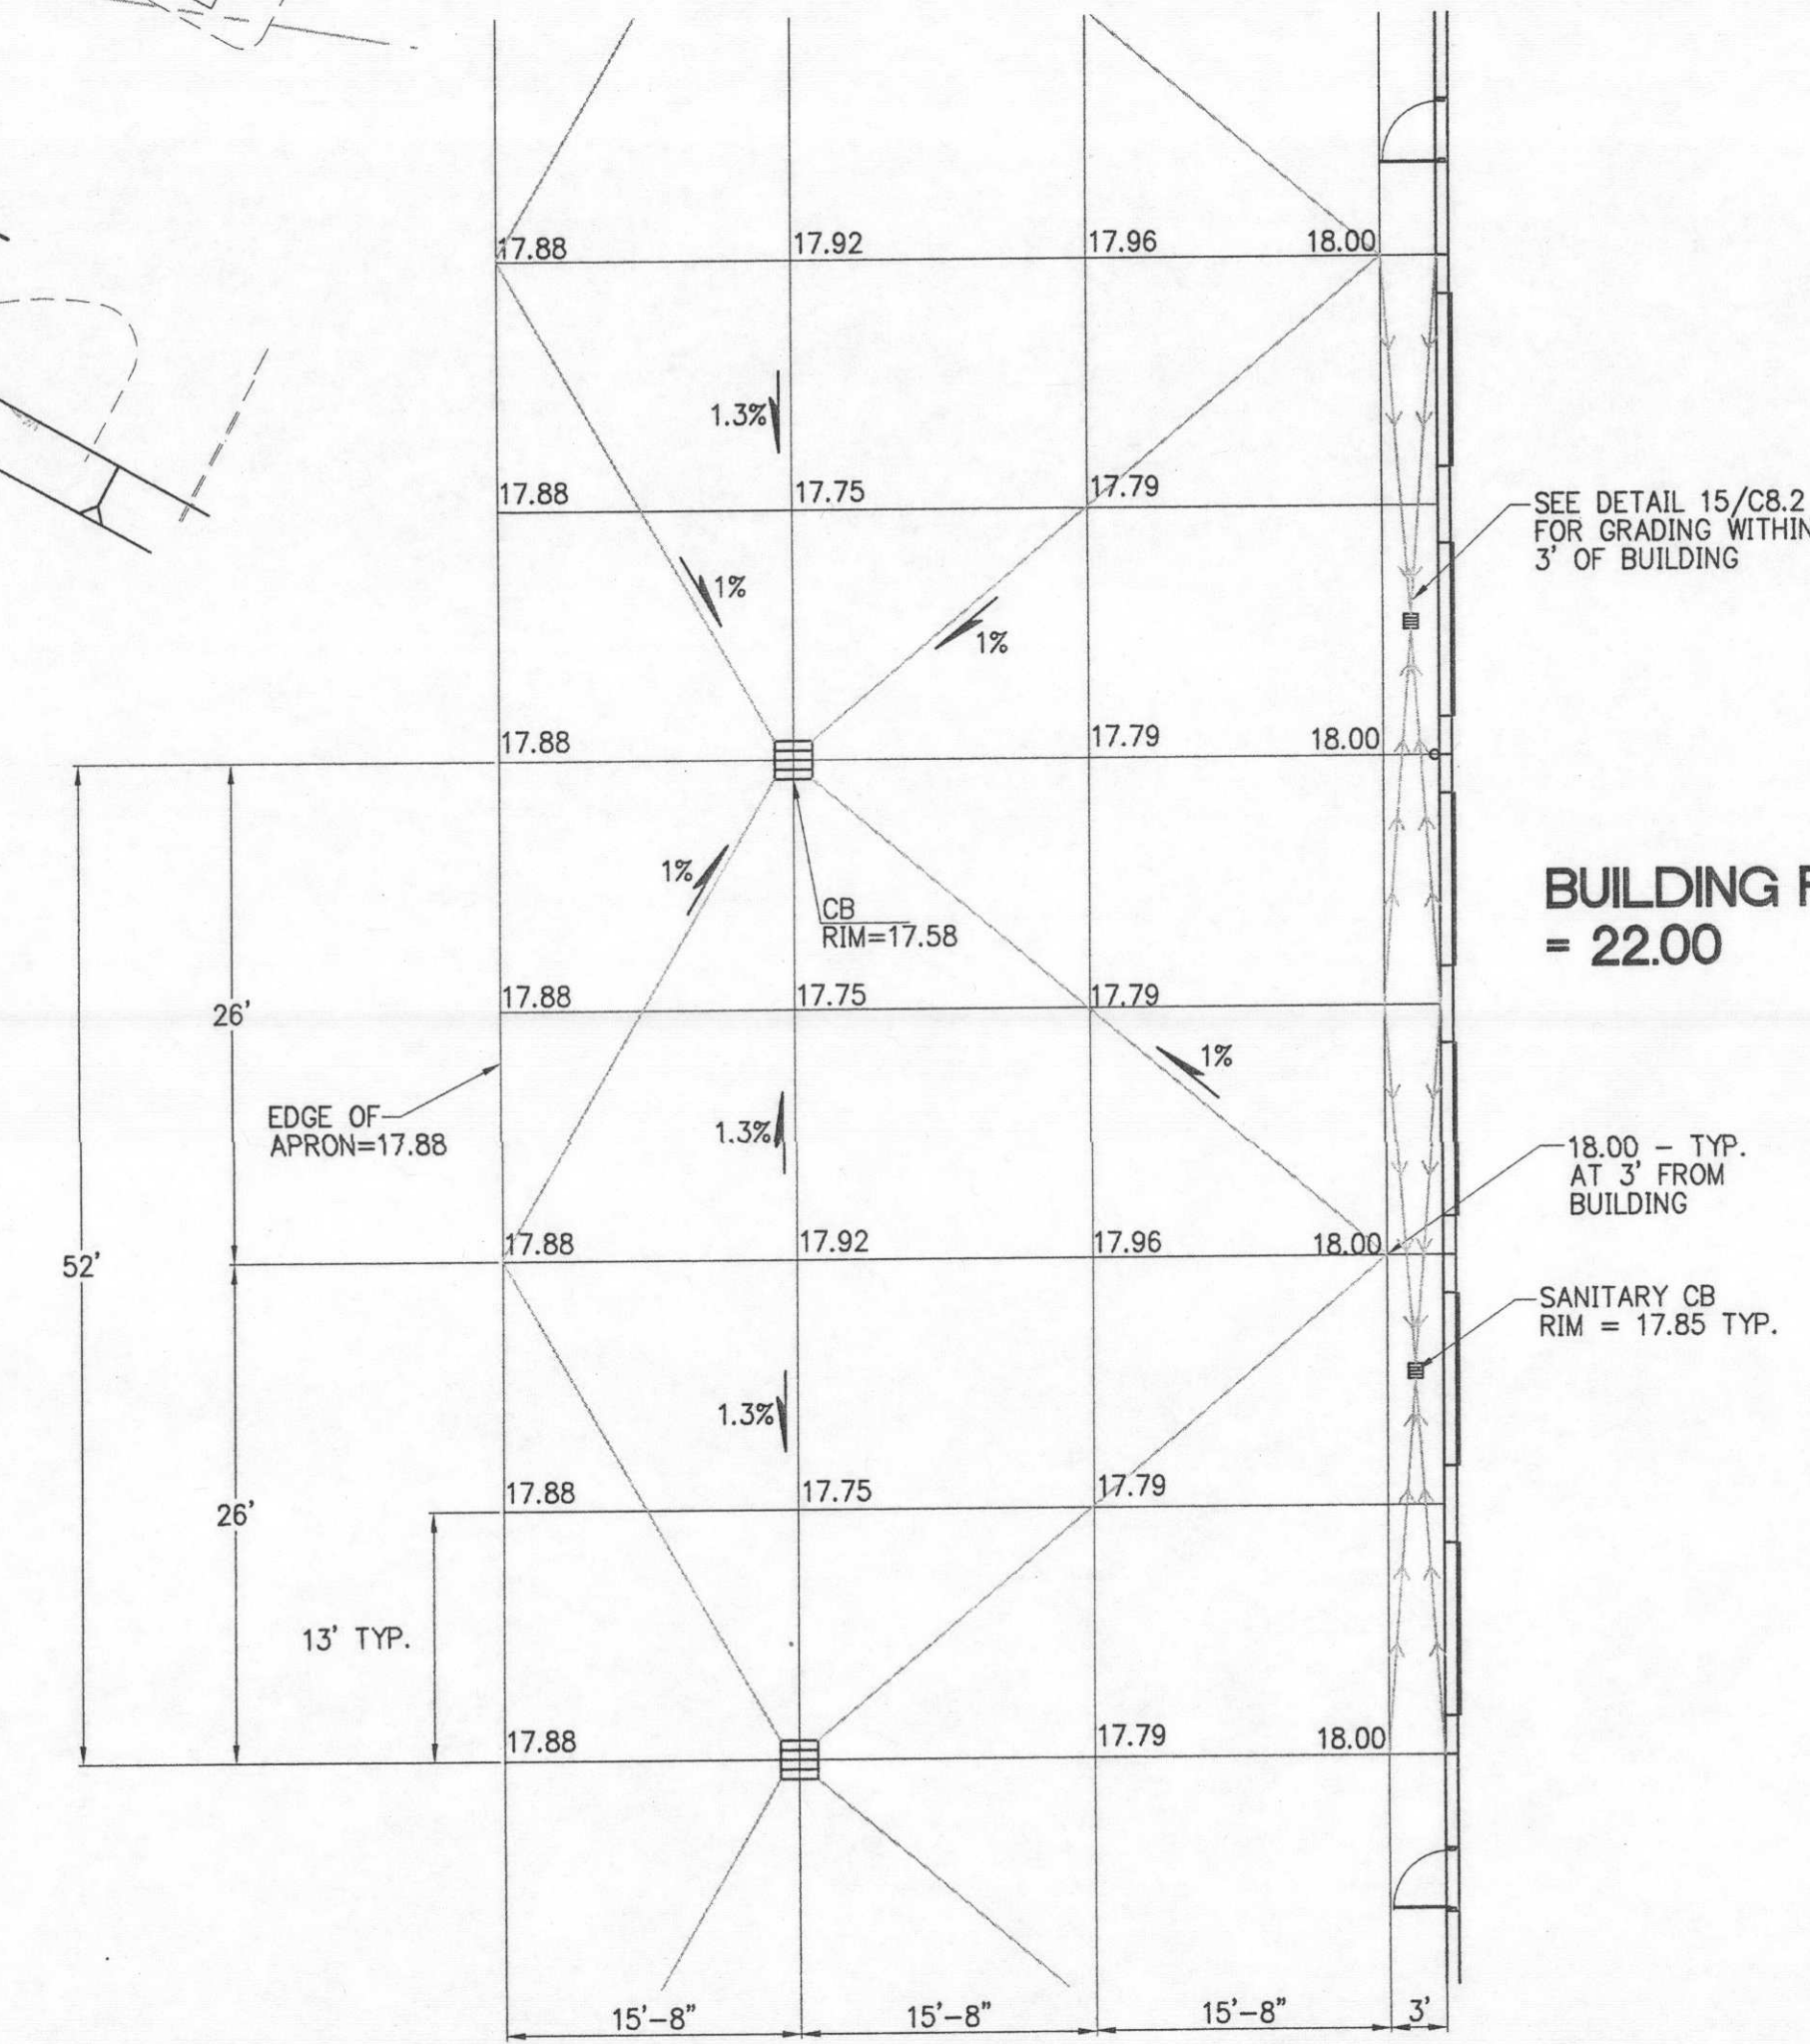 17.88 17.92 17.96 18.00
1.3%
17.88 17.75 17.79
SEE DETAIL 15/C8.2
FOR GRADING WITHIN
3' OF BUILDING
1%
1%
17.88 17.79 18.00
1%
CB
RIM=17.58
BUILDING
= 22.00
26'
17.88 17.75 17.79
1%
EDGE OF
APRON=17.88
1.3%
18.00 - TYP.
AT 3' FROM
BUILDING
52'
17.88 17.92 17.96 18.00
SANITARY CB
RIM = 17.85 TYP.
1.3%
26'
17.88 17.75 17.79
13' TYP.
17.88 17.79 18.00
15'-8" 15'-8" 15'-8" 3'